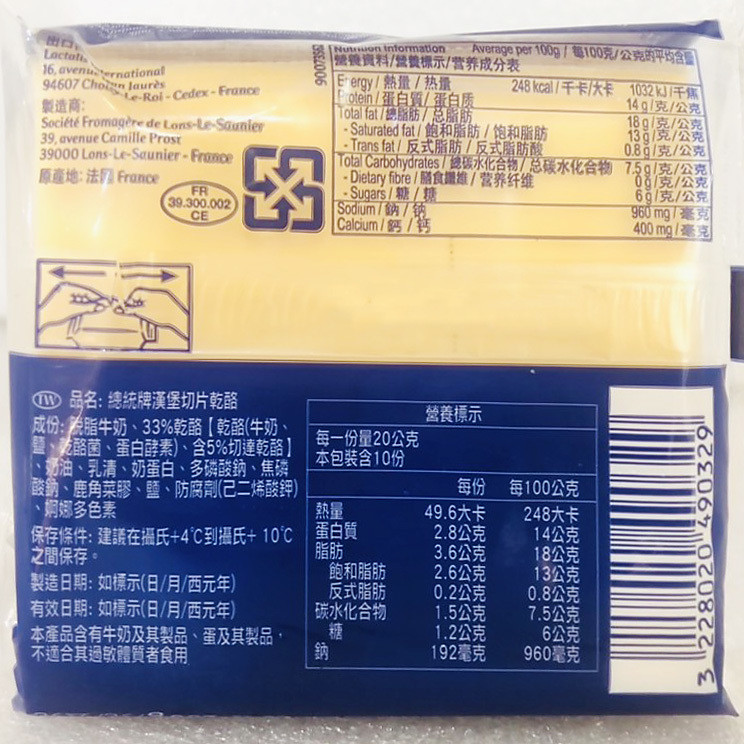 出口
Lactalis
16, avenue
94607 Jaurès
Le-Roi - Cedex - France
製造商:
Société Fromagère de Lons-Le-Saunier
39, avenue Camille Prost
39000 Lons-Le-Saunier - France
原產地: 法國 France
FR
39.300.002
CE
Nutrition Information Average per 100g / 每100克/公克的平均含量
營養資料/營養標示/营养成分表
Energy / 熱量 / 热量 248 kcal / 千卡/大卡 1032 kJ / 千焦
Protein / 蛋白質 / 蛋白质 14 g /克/公克
Total fat / 總脂肪 / 总脂肪 18 g /克/公克
- Saturated fat / 飽和脂肪 / 饱和脂肪 13 g /克/公克
- Trans fat / 反式脂肪 / 反式脂肪酸 0.8 g /克/公克
Total Carbohydrates / 總碳水化合物 / 总碳水化合物 7.5 g /克/公克
- Dietary fibre / 膳食纖維 / 营养纤维 0 g /克/公克
- Sugars / 糖 / 糖 6 g /克/公克
Sodium / 鈉 / 钠 960 mg / 毫克
Calcium / 鈣 / 钙 400 mg / 毫克
TW 品名: 總統牌漢堡切片乾酪
成份: 脫脂牛奶、33%乾酪【乾酪(牛奶、
鹽、乾酪菌、蛋白酵素)、含5%切達乾酪】
、奶油、乳清、奶蛋白、多磷酸鈉、焦磷
酸鈉、鹿角菜膠、鹽、防腐劑(己二烯酸鉀)
、婀娜多色素
保存條件: 建議在攝氏+4℃到攝氏+ 10℃
之間保存。
製造日期: 如標示(日/月/西元年)
有效日期: 如標示(日/月/西元年)
本產品含有牛奶及其製品、蛋及其製品，
不適合其過敏體質者食用
營養標示
每一份量20公克
本包裝含10份
每份 每100公克
熱量 49.6大卡 248大卡
蛋白質 2.8公克 14公克
脂肪 3.6公克 18公克
飽和脂肪 2.6公克 13公克
反式脂肪 0.2公克 0.8公克
碳水化合物 1.5公克 7.5公克
糖 1.2公克 6公克
鈉 192毫克 960毫克
3 228020 490329